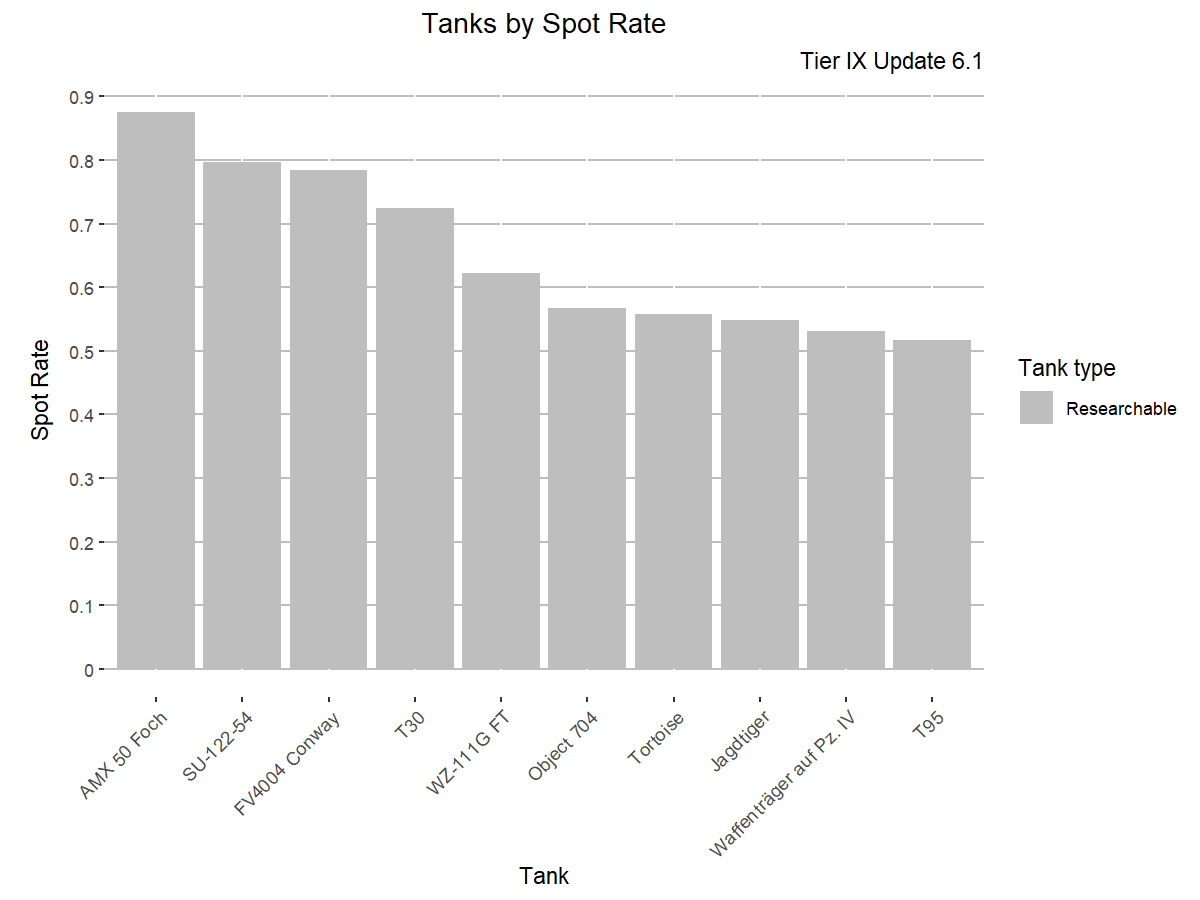 Tanks by Spot Rate
Tier IX Update 6.1
Spot Rate
0.9
0.8
0.7
0.6
0.5
0.4
0.3
0.2
0.1
0
AMX 50 Foch
SU-122-54
FV4004 Conway
T30
WZ-111G FT
Object 704
Tortoise
Jagdtiger
Waffenträger auf Pz. IV
T95
Tank
Tank type
Researchable